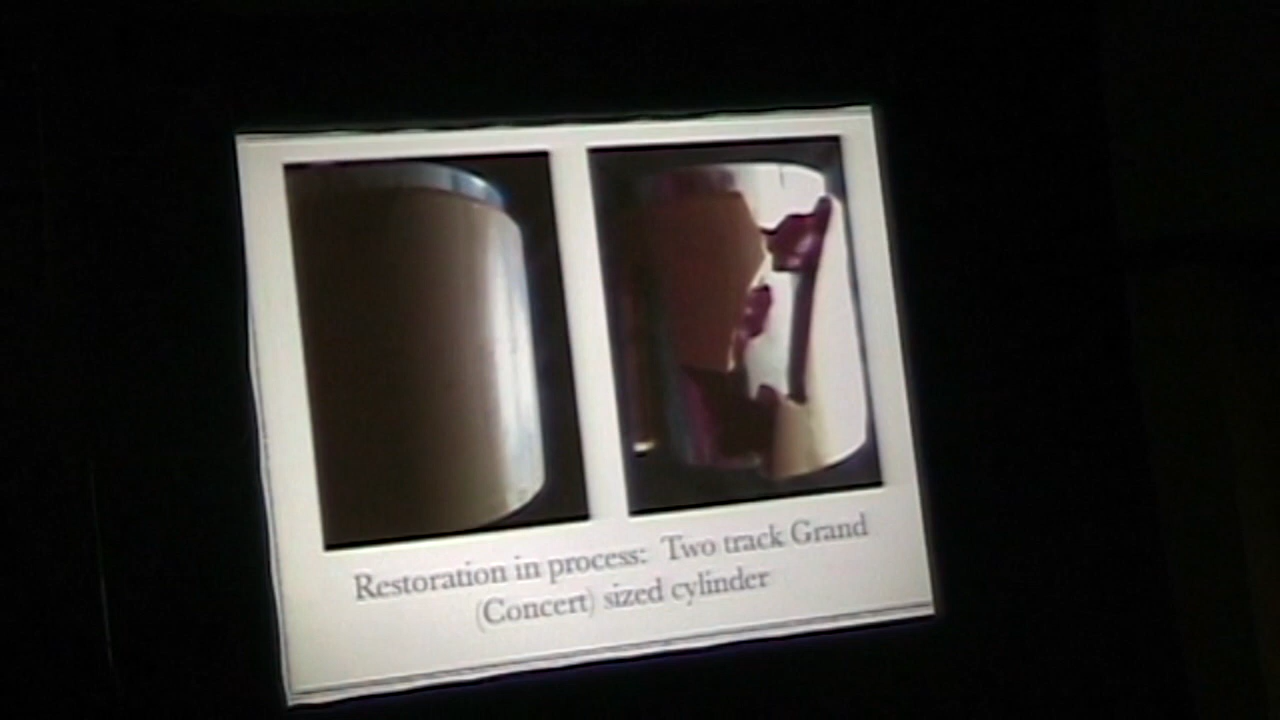 Restoration in process: Two track Grand
(Concert) sized cylinder